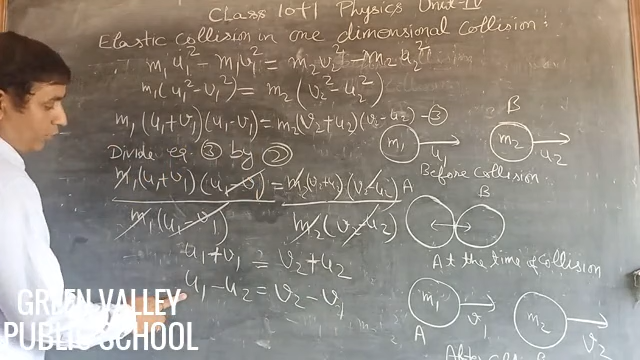 Class 10+1 Physics Unit-IV
Elastic collision in one dimensional collision:
m₁u₁² - m₁v₁² = m₂v₂² - m₂u₂²
m₁(u₁² - v₁²) = m₂(v₂² - u₂²)
m₁(u₁+v₁)(u₁-v₁) = m₂(v₂+u₂)(v₂-u₂) - ③
Divide eq. ③ by ②
m₁(u₁+v₁)(u₁-v₁) = m₂(v₂+u₂)(v₂-u₂)
m₁(u₁-v₁) m₂(v₂-u₂)
u₁+v₁ = v₂+u₂
u₁-u₂ = v₂-v₁
B
m₁ u₁ m₂ u₂
A
Before collision
B
At the time of collision
m₁ v₁ m₂ v₂
A
After collision
GREEN VALLEY
PUBLIC SCHOOL